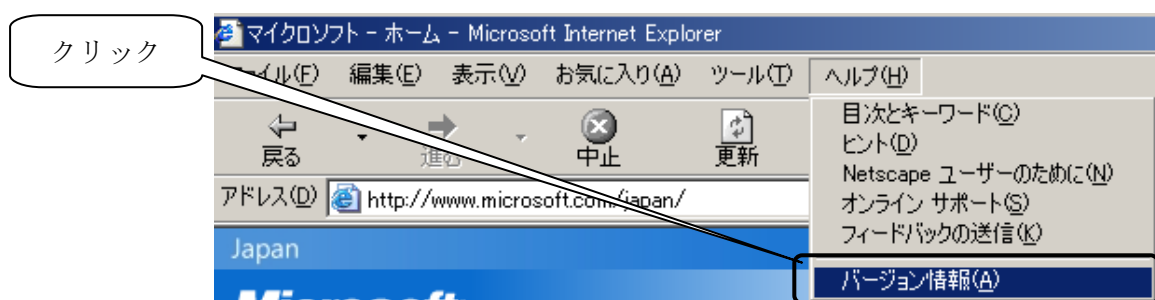 クリック
マイクロソフト - ホーム - Microsoft Internet Explorer
ファイル(F) 編集(E) 表示(V) お気に入り(A) ツール(T) ヘルプ(H)
戻る 進む 中止 更新
アドレス(D) http://www.microsoft.com/japan/
Japan
Microsoft
目次とキーワード(C)
ヒント(D)
Netscape ユーザーのために(N)
オンライン サポート(S)
フィードバックの送信(K)
バージョン情報(A)